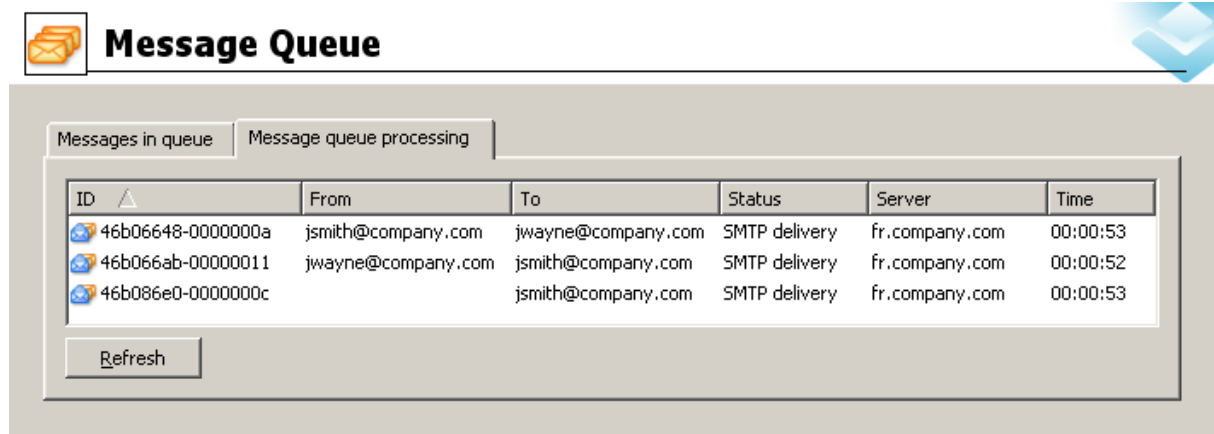 Message Queue
Messages in queue Message queue processing
ID From To Status Server Time
46b06648-0000000a jsmith@company.com jwayne@company.com SMTP delivery fr.company.com 00:00:53
46b066ab-00000011 jwayne@company.com jsmith@company.com SMTP delivery fr.company.com 00:00:52
46b086e0-0000000c jsmith@company.com SMTP delivery fr.company.com 00:00:53
Refresh